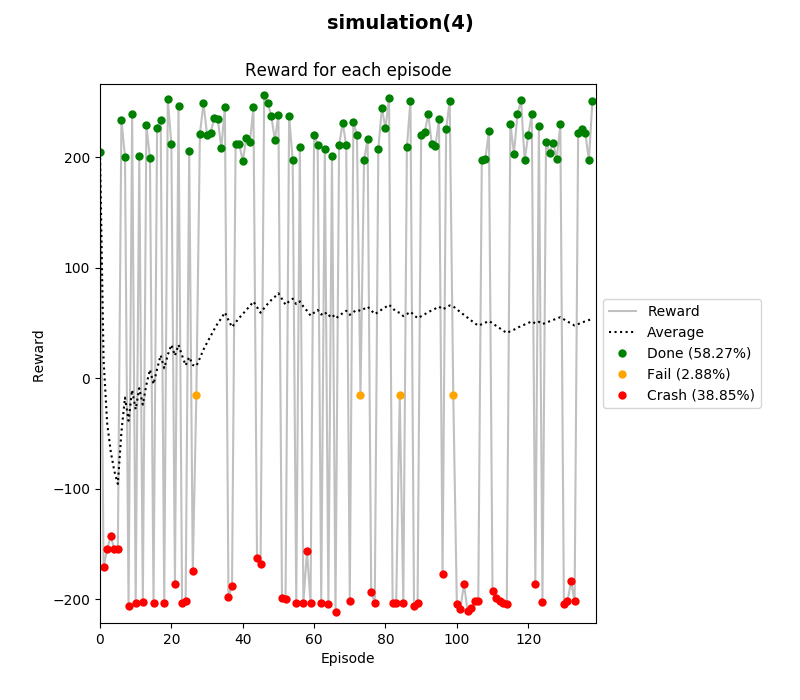 simulation(4)
Reward for each episode
200
100
0
−100
−200
Reward
0 20 40 60 80 100 120
Episode
Reward
Average
Done (58.27%)
Fail (2.88%)
Crash (38.85%)